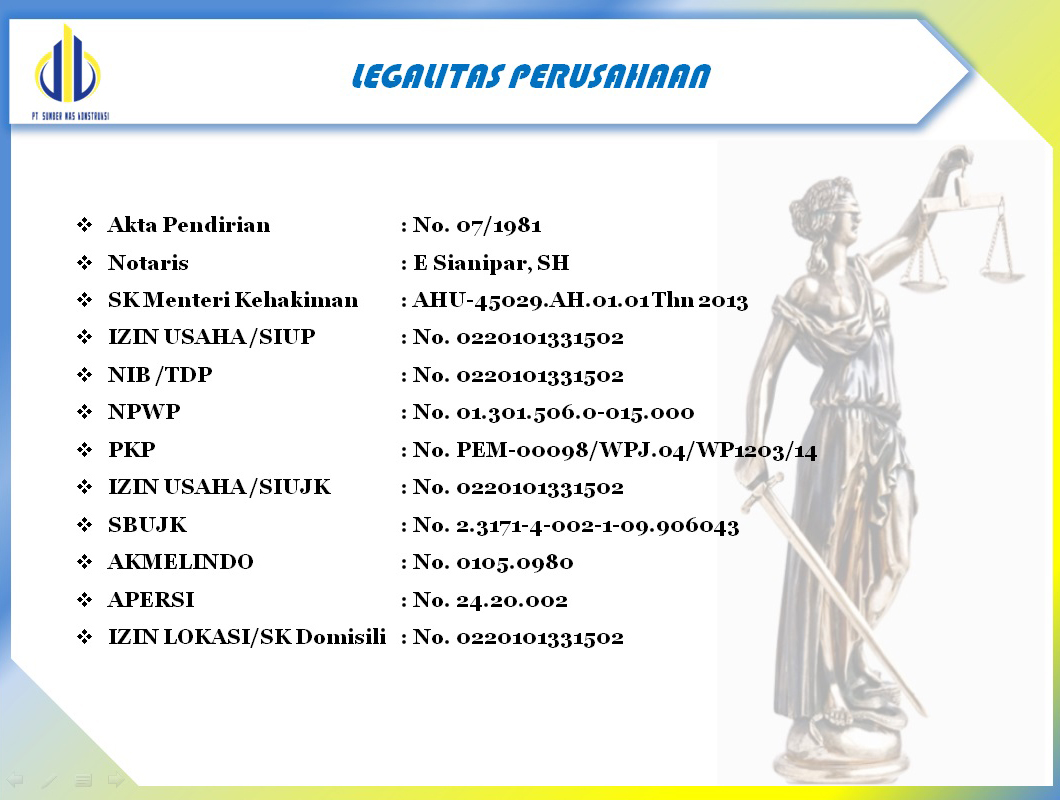 PT SUMBER MAS KONSTRUKSI
LEGALITAS PERUSAHAAN
❖ Akta Pendirian : No. 07/1981
❖ Notaris : E Sianipar, SH
❖ SK Menteri Kehakiman : AHU-45029.AH.01.01 Thn 2013
❖ IZIN USAHA /SIUP : No. 0220101331502
❖ NIB /TDP : No. 0220101331502
❖ NPWP : No. 01.301.506.0-015.000
❖ PKP : No. PEM-00098/WPJ.04/WP1203/14
❖ IZIN USAHA /SIUJK : No. 0220101331502
❖ SBUJK : No. 2.3171-4-002-1-09.906043
❖ AKMELINDO : No. 0105.0980
❖ APERSI : No. 24.20.002
❖ IZIN LOKASI/SK Domisili : No. 0220101331502